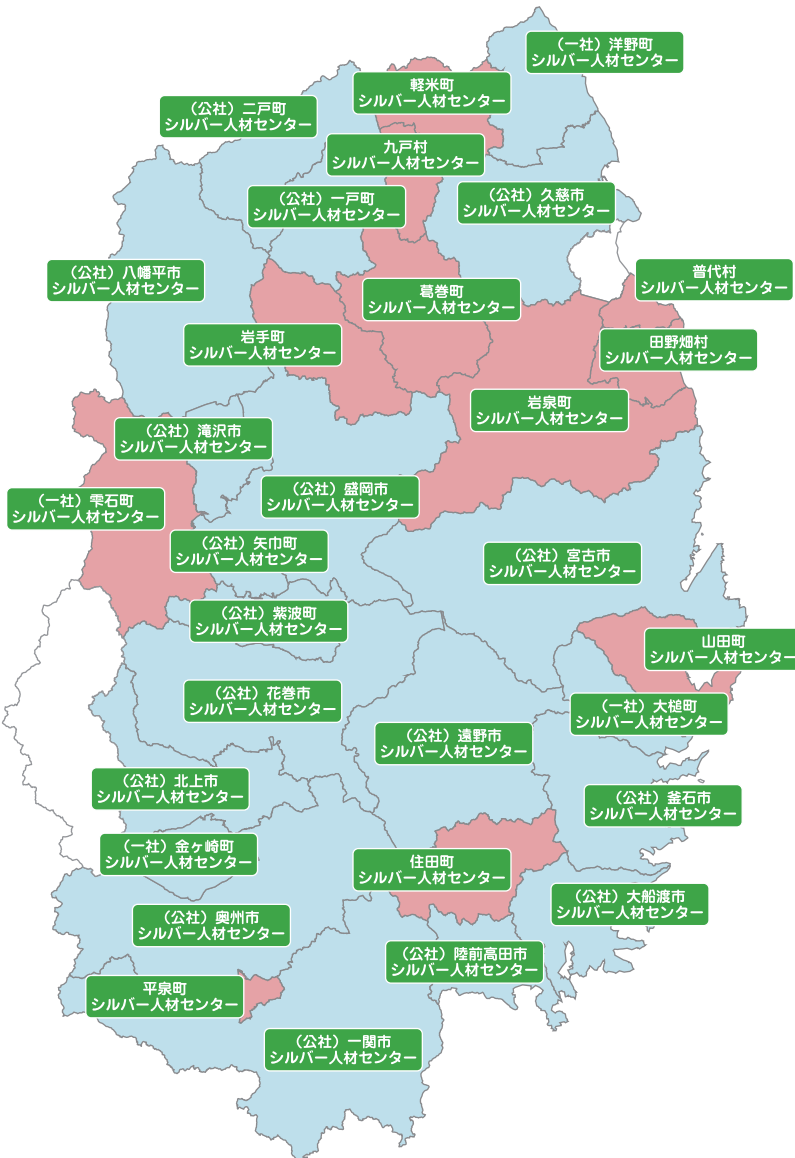 （一社）洋野町
シルバー人材センター
軽米町
シルバー人材センター
（公社）二戸町
シルバー人材センター
九戸村
シルバー人材センター
（公社）一戸町
シルバー人材センター
（公社）久慈市
シルバー人材センター
（公社）八幡平市
シルバー人材センター
普代村
シルバー人材センター
葛巻町
シルバー人材センター
岩手町
シルバー人材センター
田野畑村
シルバー人材センター
岩泉町
シルバー人材センター
（公社）滝沢市
シルバー人材センター
（公社）盛岡市
シルバー人材センター
（一社）雫石町
シルバー人材センター
（公社）矢巾町
シルバー人材センター
（公社）宮古市
シルバー人材センター
（公社）紫波町
シルバー人材センター
山田町
シルバー人材センター
（公社）花巻市
シルバー人材センター
（一社）大槌町
シルバー人材センター
（公社）遠野市
シルバー人材センター
（公社）北上市
シルバー人材センター
（公社）釜石市
シルバー人材センター
（一社）金ヶ崎町
シルバー人材センター
住田町
シルバー人材センター
（公社）大船渡市
シルバー人材センター
（公社）奥州市
シルバー人材センター
（公社）陸前高田市
シルバー人材センター
平泉町
シルバー人材センター
（公社）一関市
シルバー人材センター